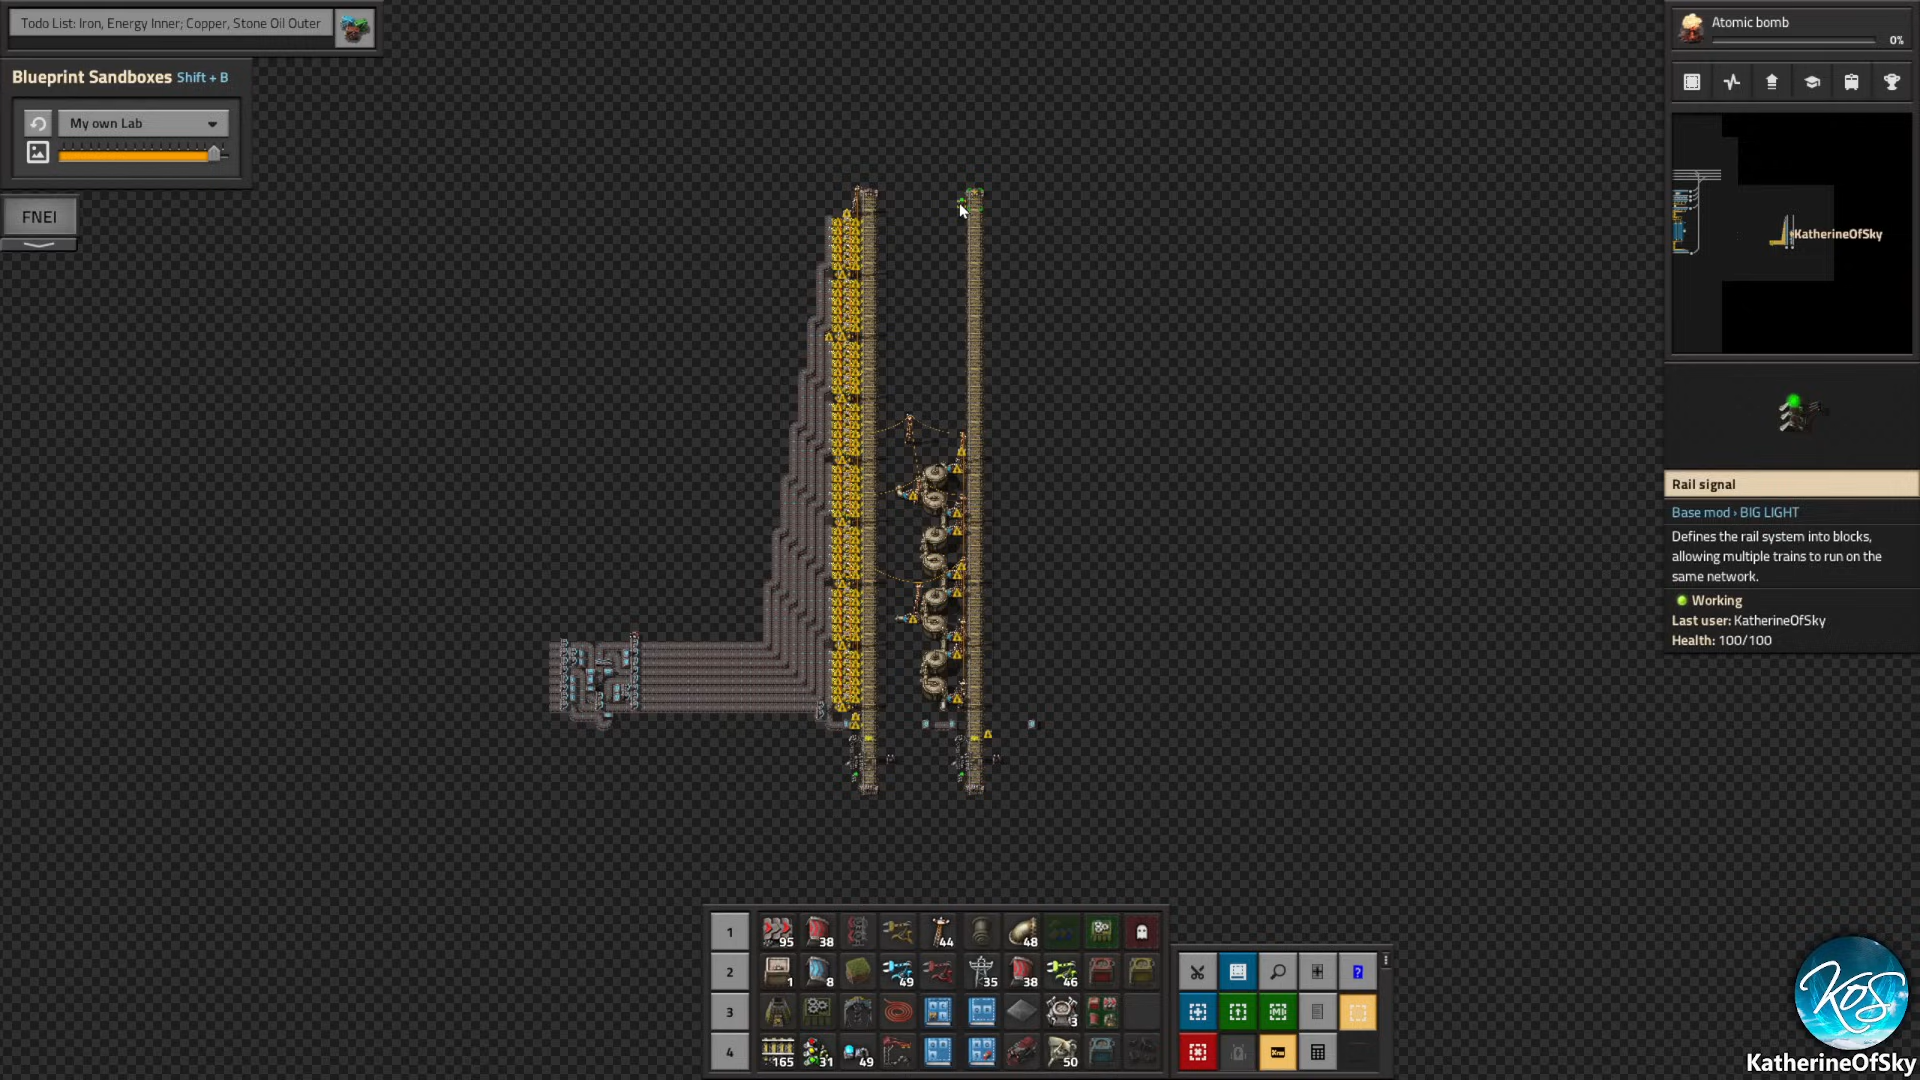 Todo List: Iron, Energy Inner; Copper, Stone Oil Outer
Blueprint Sandboxes Shift + B
My own Lab
FNEI
Atomic bomb
0%
KatherineOfSky
Rail signal
Base mod › BIG LIGHT
Defines the rail system into blocks,
allowing multiple trains to run on the
same network.
Working
Last user: KatherineOfSky
Health: 100/100
1 95 38 44 48
2 1 8 49 35 38 46
3 3
4 165 31 49 50
?
KoS
KatherineOfSky